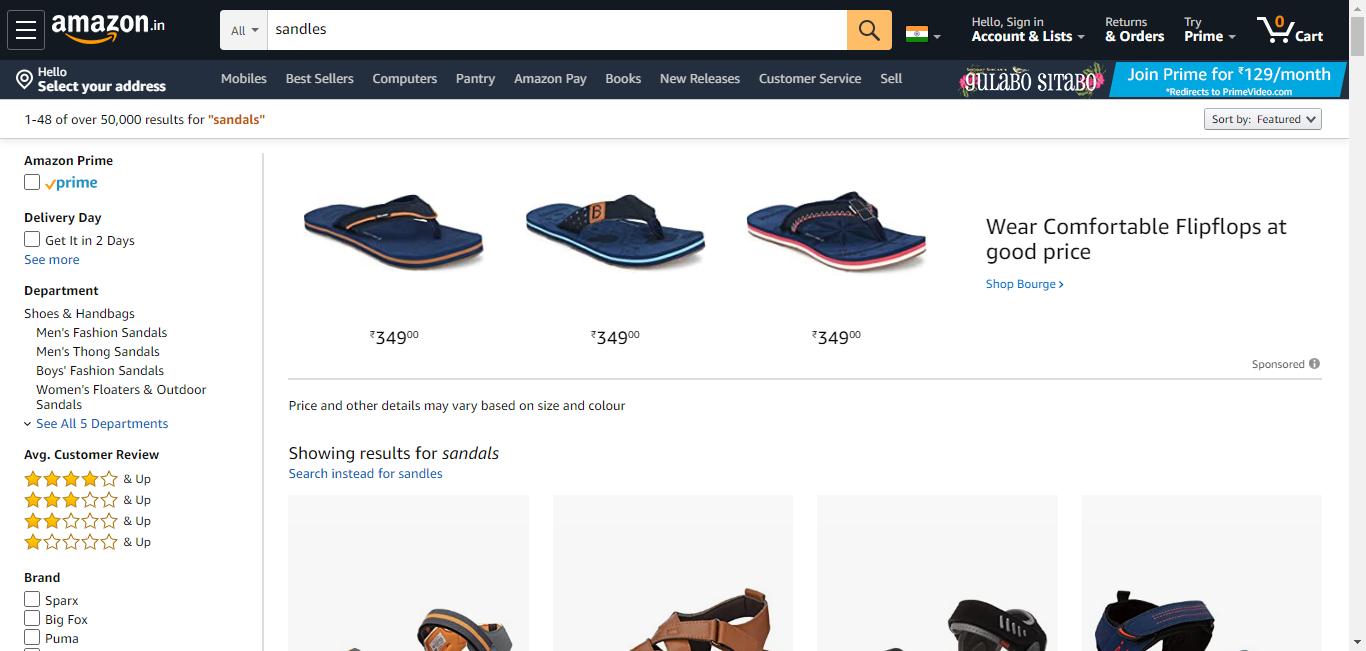 amazon.in
All
sandles
Hello, Sign in
Account & Lists
Returns
& Orders
Try
Prime
0
Cart
Hello
Select your address
Mobiles
Best Sellers
Computers
Pantry
Amazon Pay
Books
New Releases
Customer Service
Sell
GULABO SITABO
Join Prime for ₹129/month
*Redirects to PrimeVideo.com
1-48 of over 50,000 results for "sandals"
Sort by: Featured
Amazon Prime
prime
Delivery Day
Get It in 2 Days
See more
Department
Shoes & Handbags
Men's Fashion Sandals
Men's Thong Sandals
Boys' Fashion Sandals
Women's Floaters & Outdoor
Sandals
See All 5 Departments
Avg. Customer Review
& Up
& Up
& Up
& Up
Brand
Sparx
Big Fox
Puma
B
₹34900
₹34900
₹34900
Wear Comfortable Flipflops at
good price
Shop Bourge ›
Sponsored
Price and other details may vary based on size and colour
Showing results for sandals
Search instead for sandles